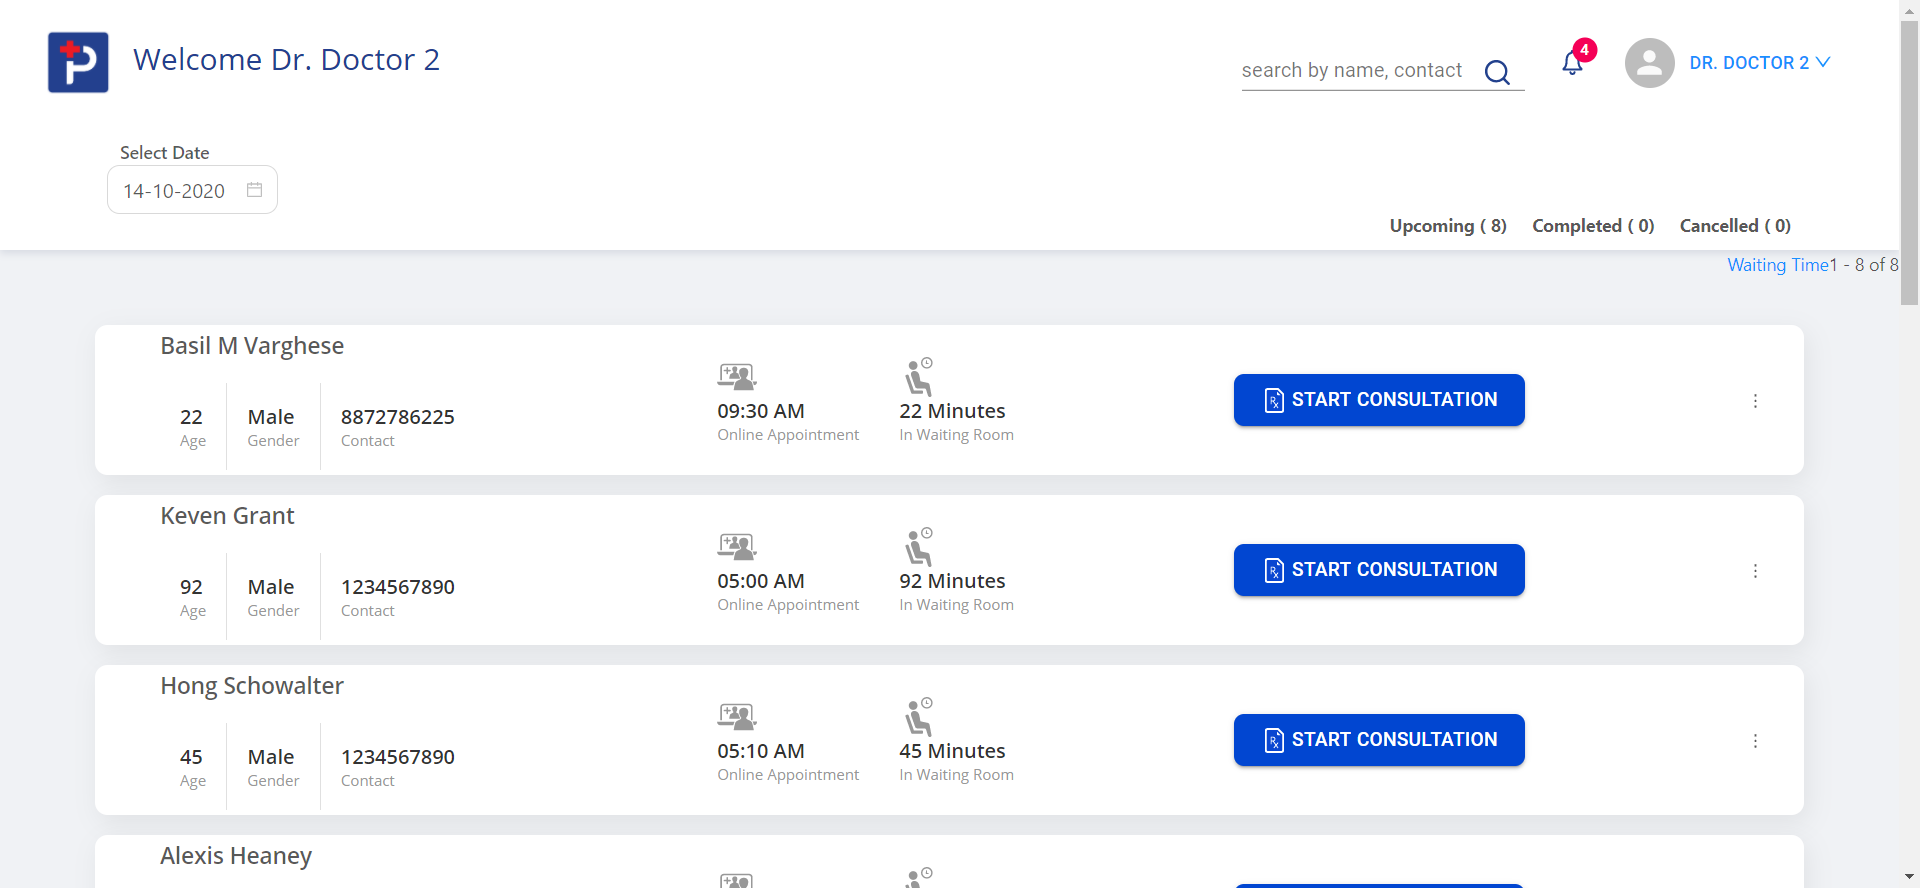 P
Welcome Dr. Doctor 2
search by name, contact
4
DR. DOCTOR 2
Select Date
14-10-2020
Upcoming ( 8) Completed ( 0) Cancelled ( 0)
Waiting Time1 - 8 of 8
Basil M Varghese
22 Male 8872786225
Age Gender Contact
09:30 AM 22 Minutes
Online Appointment In Waiting Room
START CONSULTATION
Keven Grant
92 Male 1234567890
Age Gender Contact
05:00 AM 92 Minutes
Online Appointment In Waiting Room
START CONSULTATION
Hong Schowalter
45 Male 1234567890
Age Gender Contact
05:10 AM 45 Minutes
Online Appointment In Waiting Room
START CONSULTATION
Alexis Heaney